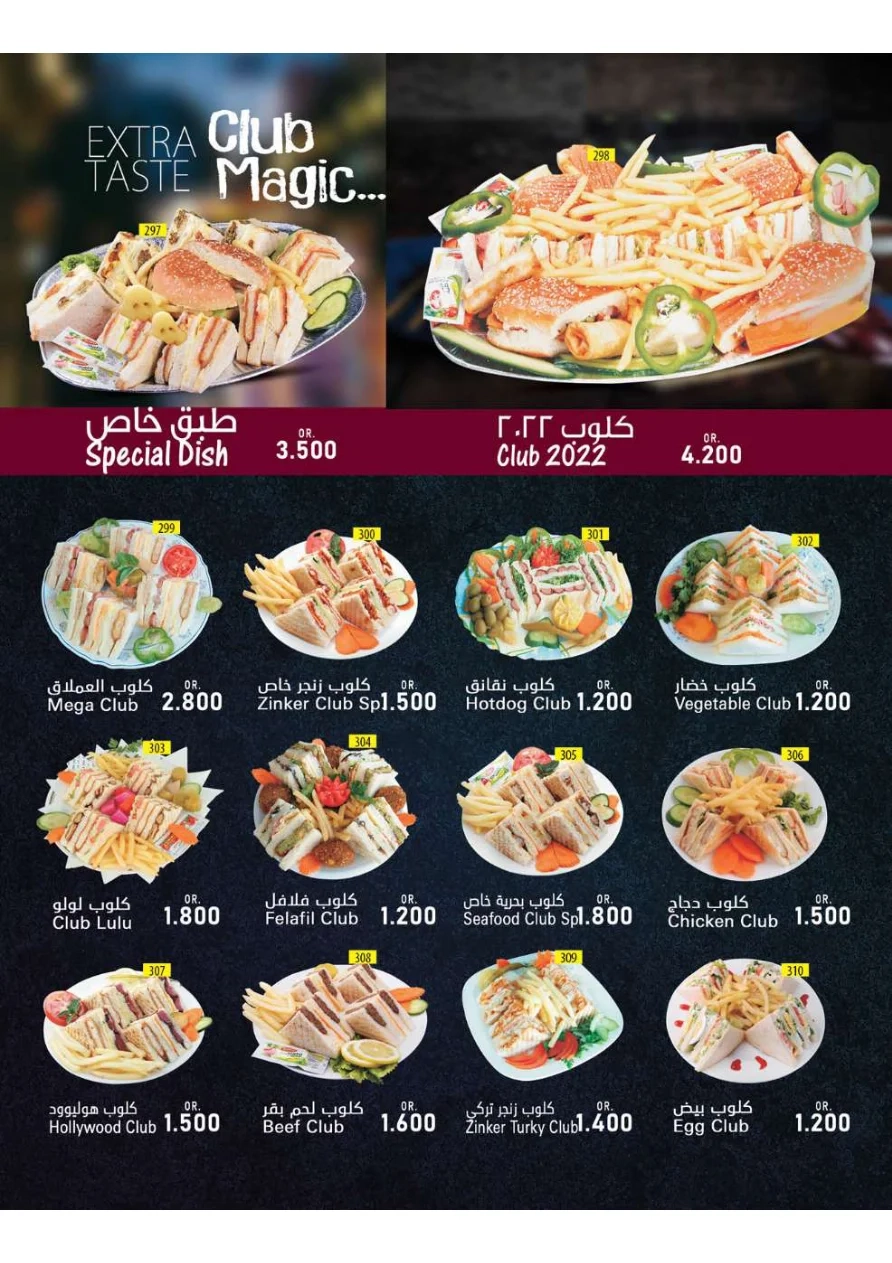 EXTRA
TASTE
Club
Magic...
297
298
طبق خاص
Special Dish
OR.
3.500
كلوب ٢٠٢٢
Club 2022
OR.
4.200
299
300
301
302
كلوب العملاق
Mega Club
OR.
2.800
كلوب زنجر خاص
Zinker Club Sp
OR.
1.500
كلوب نقانق
Hotdog Club
OR.
1.200
كلوب خضار
Vegetable Club
OR.
1.200
303
304
305
306
كلوب لولو
Club Lulu
OR.
1.800
كلوب فلافل
Felafil Club
OR.
1.200
كلوب بحرية خاص
Seafood Club Sp
OR.
1.800
كلوب دجاج
Chicken Club
OR.
1.500
307
308
309
310
كلوب هوليوود
Hollywood Club
OR.
1.500
كلوب لحم بقر
Beef Club
OR.
1.600
كلوب زنجر تركي
Zinker Turky Club
OR.
1.400
كلوب بيض
Egg Club
OR.
1.200